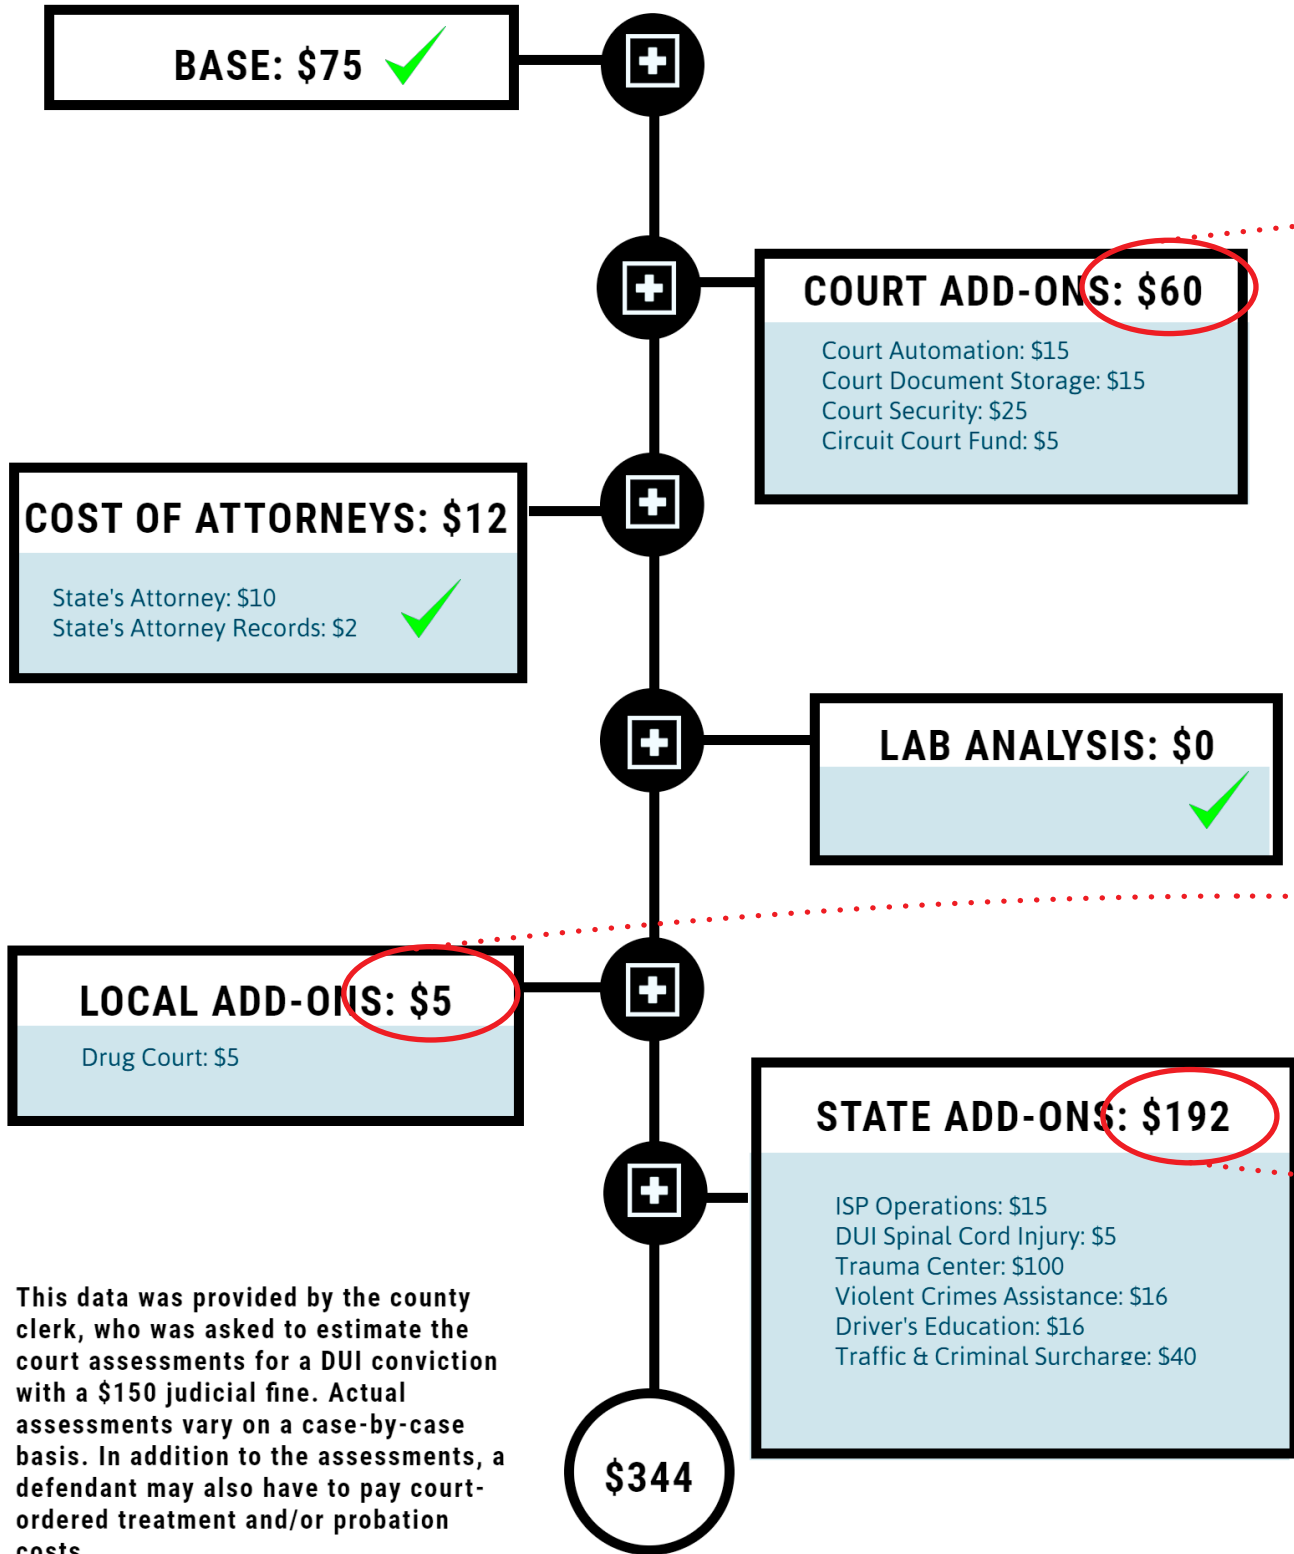 BASE: $75
COURT ADD-ONS: $60
Court Automation: $15
Court Document Storage: $15
Court Security: $25
Circuit Court Fund: $5
COST OF ATTORNEYS: $12
State's Attorney: $10
State's Attorney Records: $2
LAB ANALYSIS: $0
LOCAL ADD-ONS: $5
Drug Court: $5
STATE ADD-ONS: $192
ISP Operations: $15
DUI Spinal Cord Injury: $5
Trauma Center: $100
Violent Crimes Assistance: $16
Driver's Education: $16
Traffic & Criminal Surcharge: $40
This data was provided by the county
clerk, who was asked to estimate the
court assessments for a DUI conviction
with a $150 judicial fine. Actual
assessments vary on a case-by-case
basis. In addition to the assessments, a
defendant may also have to pay court-
ordered treatment and/or probation
costs
$344